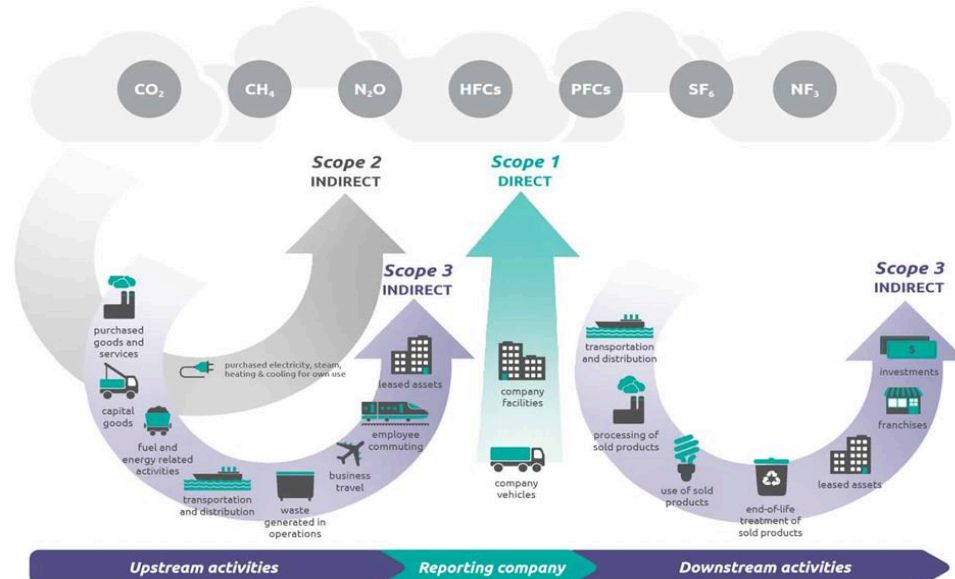 CO₂
CH₄
N₂O
HFCs
PFCs
SF₆
NF₃
Scope 2
INDIRECT
Scope 1
DIRECT
Scope 3
INDIRECT
Scope 3
INDIRECT
purchased
goods and
services
capital
goods
fuel and
energy related
activities
transportation
and distribution
waste
generated in
operations
business
travel
employee
commuting
leased assets
purchased electricity, steam,
heating & cooling for own use
company
facilities
company
vehicles
transportation
and distribution
processing of
sold products
use of sold
products
end-of-life
treatment of
sold products
leased assets
franchises
investments
$
Upstream activities
Reporting company
Downstream activities